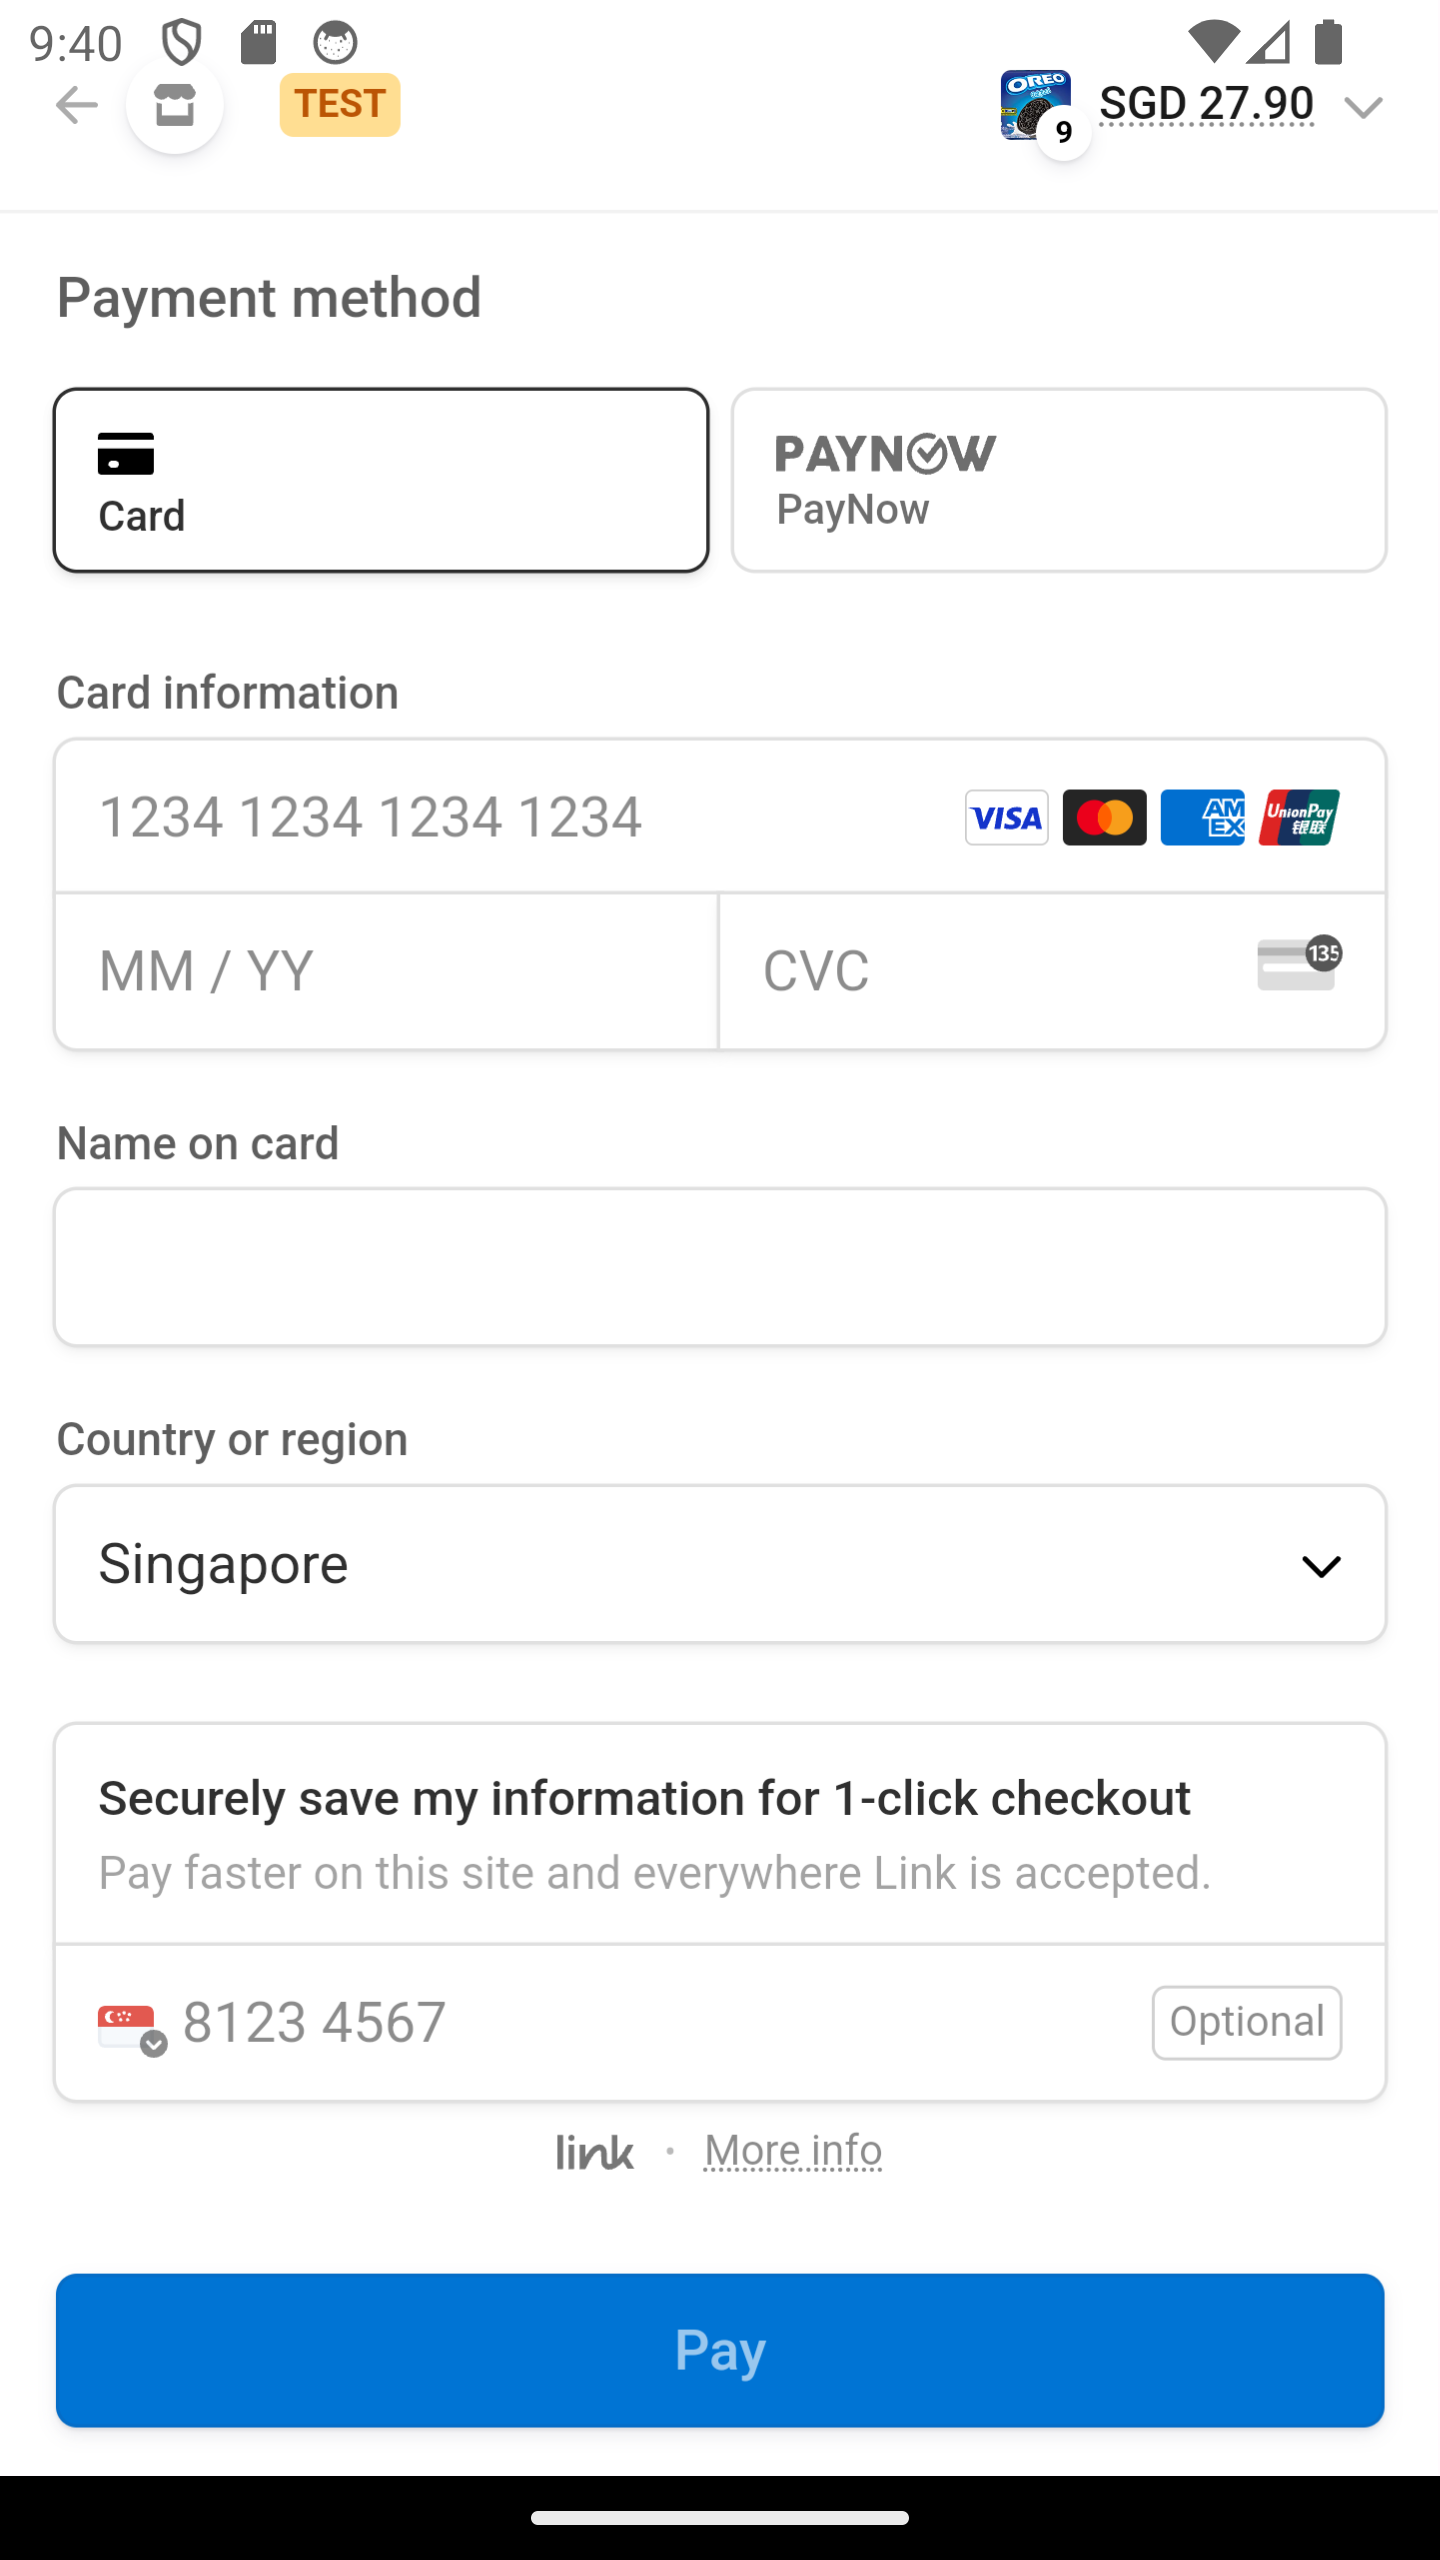 9:40
TEST
OREO
9
SGD 27.90
Payment method
PAYNOW
Card
PayNow
Card information
1234 1234 1234 1234
VISA
AM
EX
UnionPay
银联
MM / YY
CVC
135
Name on card
Country or region
Singapore
Securely save my information for 1-click checkout
Pay faster on this site and everywhere Link is accepted.
8123 4567
Optional
link • More info
Pay